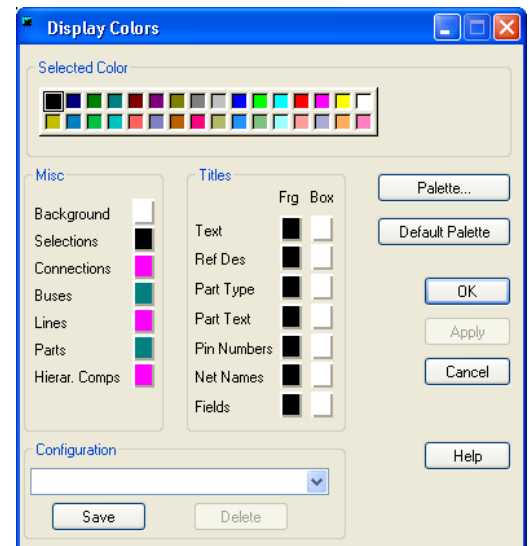 Display Colors
Selected Color
Misc
Background
Selections
Connections
Buses
Lines
Parts
Hierar. Comps
Titles
Frg Box
Text
Ref Des
Part Type
Part Text
Pin Numbers
Net Names
Fields
Palette...
Default Palette
OK
Apply
Cancel
Configuration
Save Delete
Help